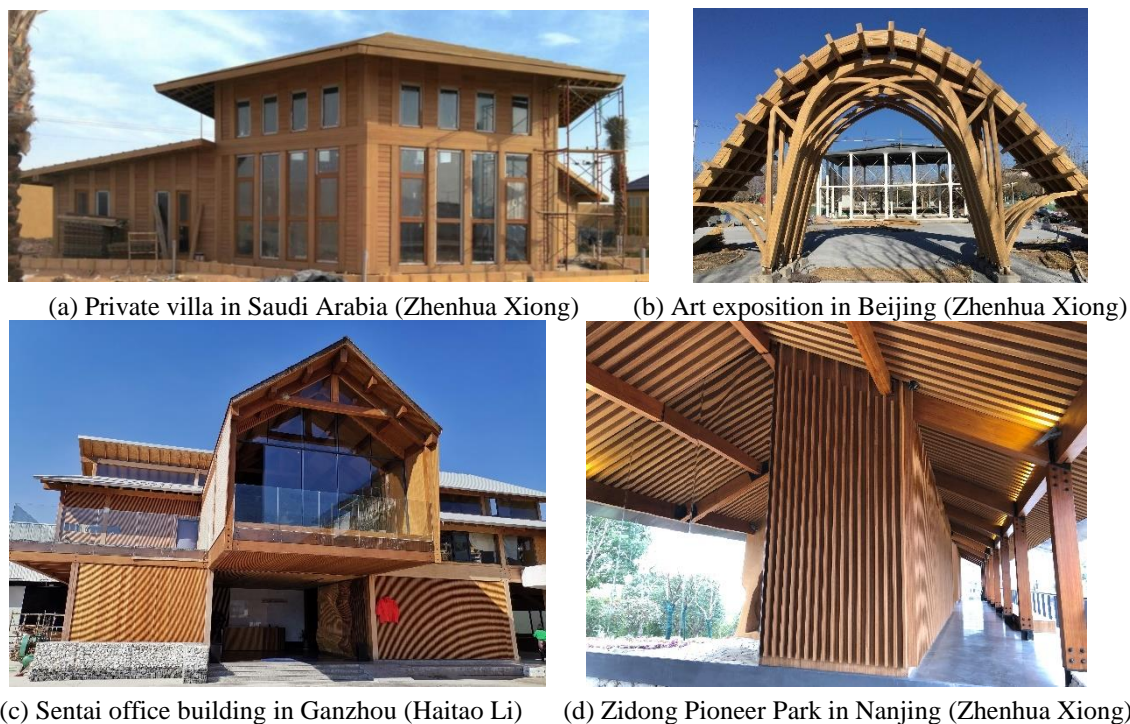 (a) Private villa in Saudi Arabia (Zhenhua Xiong)
(b) Art exposition in Beijing (Zhenhua Xiong)
(c) Sentai office building in Ganzhou (Haitao Li)
(d) Zidong Pioneer Park in Nanjing (Zhenhua Xiong)